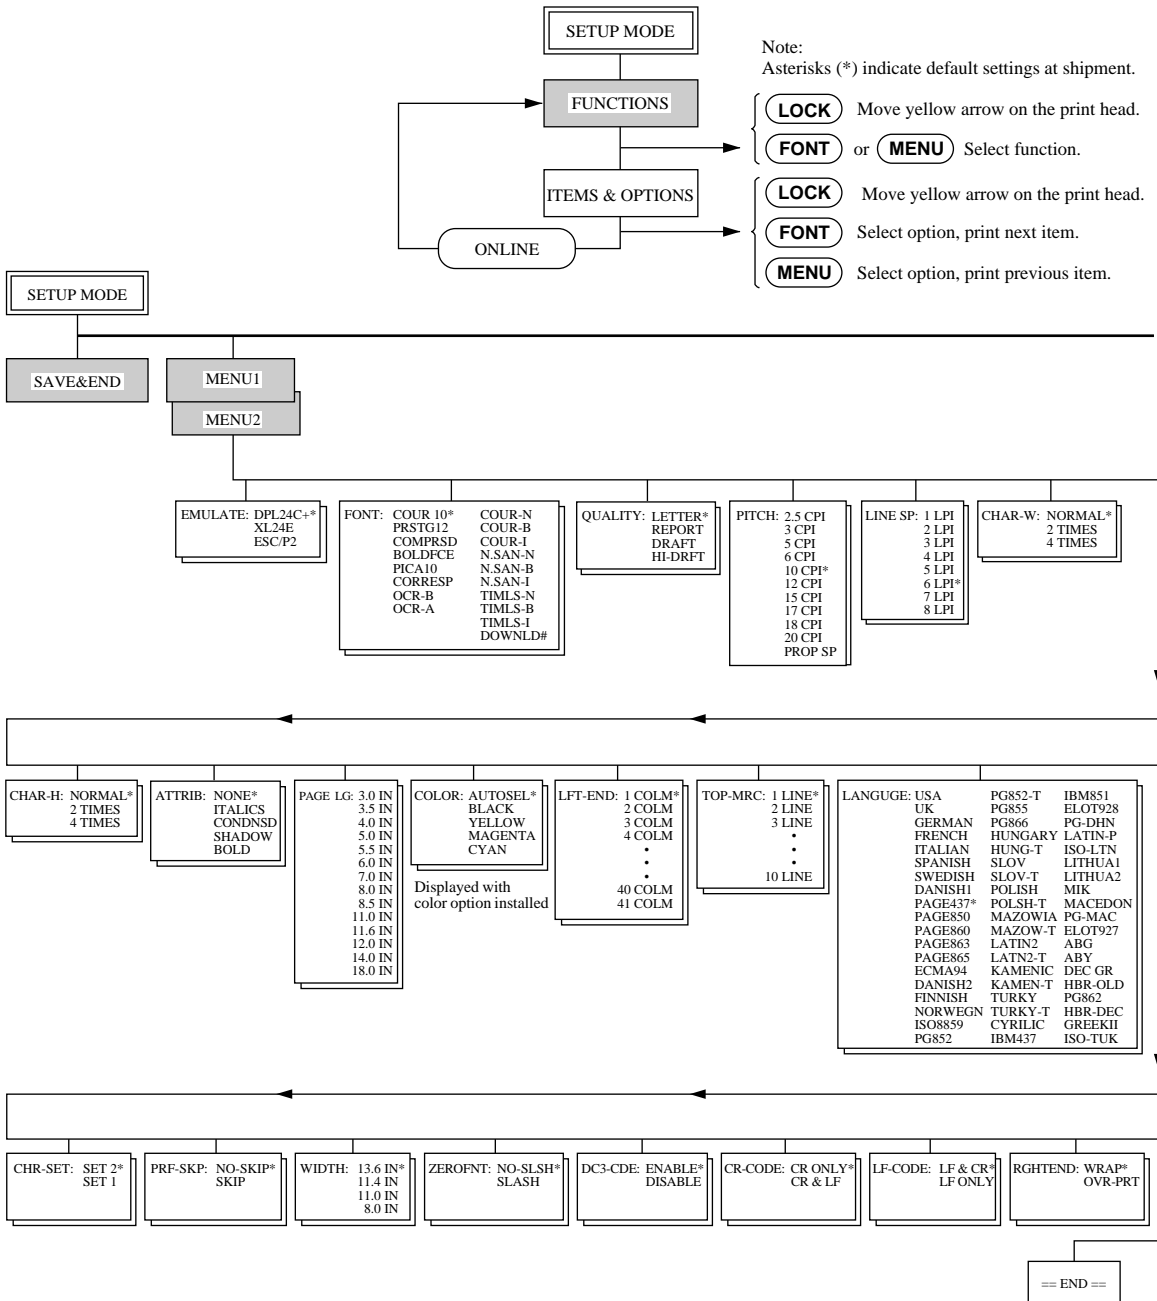 SETUP MODE
Note:
Asterisks (*) indicate default settings at shipment.
FUNCTIONS
LOCK Move yellow arrow on the print head.
FONT or MENU Select function.
ITEMS & OPTIONS
LOCK Move yellow arrow on the print head.
FONT Select option, print next item.
ONLINE
MENU Select option, print previous item.
SETUP MODE
SAVE&END
MENU1
MENU2
EMULATE: DPL24C+*
XL24E
ESC/P2
FONT: COUR 10* COUR-N
PRSTG12 COUR-B
COMPRSD COUR-I
BOLDFCE N.SAN-N
PICA10 N.SAN-B
CORRESP N.SAN-I
OCR-B TIMLS-N
OCR-A TIMLS-B
TIMLS-I
DOWNLD#
QUALITY: LETTER*
REPORT
DRAFT
HI-DRFT
PITCH: 2.5 CPI
3 CPI
5 CPI
6 CPI
10 CPI*
12 CPI
15 CPI
17 CPI
18 CPI
20 CPI
PROP SP
LINE SP: 1 LPI
2 LPI
3 LPI
4 LPI
5 LPI
6 LPI*
7 LPI
8 LPI
CHAR-W: NORMAL*
2 TIMES
4 TIMES
CHAR-H: NORMAL*
2 TIMES
4 TIMES
ATTRIB: NONE*
ITALICS
CONDNSD
SHADOW
BOLD
PAGE LG: 3.0 IN
3.5 IN
4.0 IN
5.0 IN
5.5 IN
6.0 IN
7.0 IN
8.0 IN
8.5 IN
11.0 IN
11.6 IN
12.0 IN
14.0 IN
18.0 IN
COLOR: AUTOSEL*
BLACK
YELLOW
MAGENTA
CYAN
Displayed with
color option installed
LFT-END: 1 COLM*
2 COLM
3 COLM
4 COLM
•
•
•
40 COLM
41 COLM
TOP-MRC: 1 LINE*
2 LINE
3 LINE
•
•
•
10 LINE
LANGUGE: USA PG852-T IBM851
UK PG855 ELOT928
GERMAN PG866 PG-DHN
FRENCH HUNGARY LATIN-P
ITALIAN HUNG-T ISO-LTN
SPANISH SLOV LITHUA1
SWEDISH SLOV-T LITHUA2
DANISH1 POLISH MIK
PAGE437* POLSH-T MACEDON
PAGE850 MAZOWIA PG-MAC
PAGE860 MAZOW-T ELOT927
PAGE863 LATIN2 ABG
PAGE865 LATN2-T ABY
ECMA94 KAMENIC DEC GR
DANISH2 KAMEN-T HBR-OLD
FINNISH TURKY PG862
NORWEGN TURKY-T HBR-DEC
ISO8859 CYRILIC GREEKII
PG852 IBM437 ISO-TUK
CHR-SET: SET 2*
SET 1
PRF-SKP: NO-SKIP*
SKIP
WIDTH: 13.6 IN*
11.4 IN
11.0 IN
8.0 IN
ZEROFNT: NO-SLSH*
SLASH
DC3-CDE: ENABLE*
DISABLE
CR-CODE: CR ONLY*
CR & LF
LF-CODE: LF & CR*
LF ONLY
RGHTEND: WRAP*
OVR-PRT
== END ==